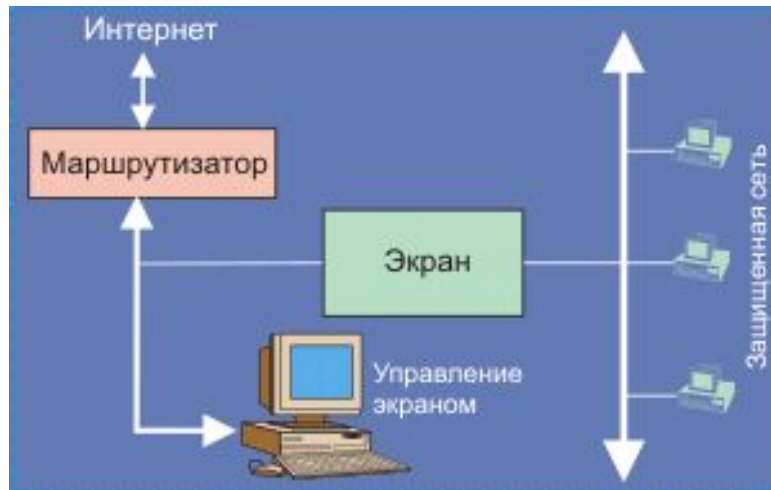 Интернет
Маршрутизатор
Экран
Управление
экраном
Защищенная сеть